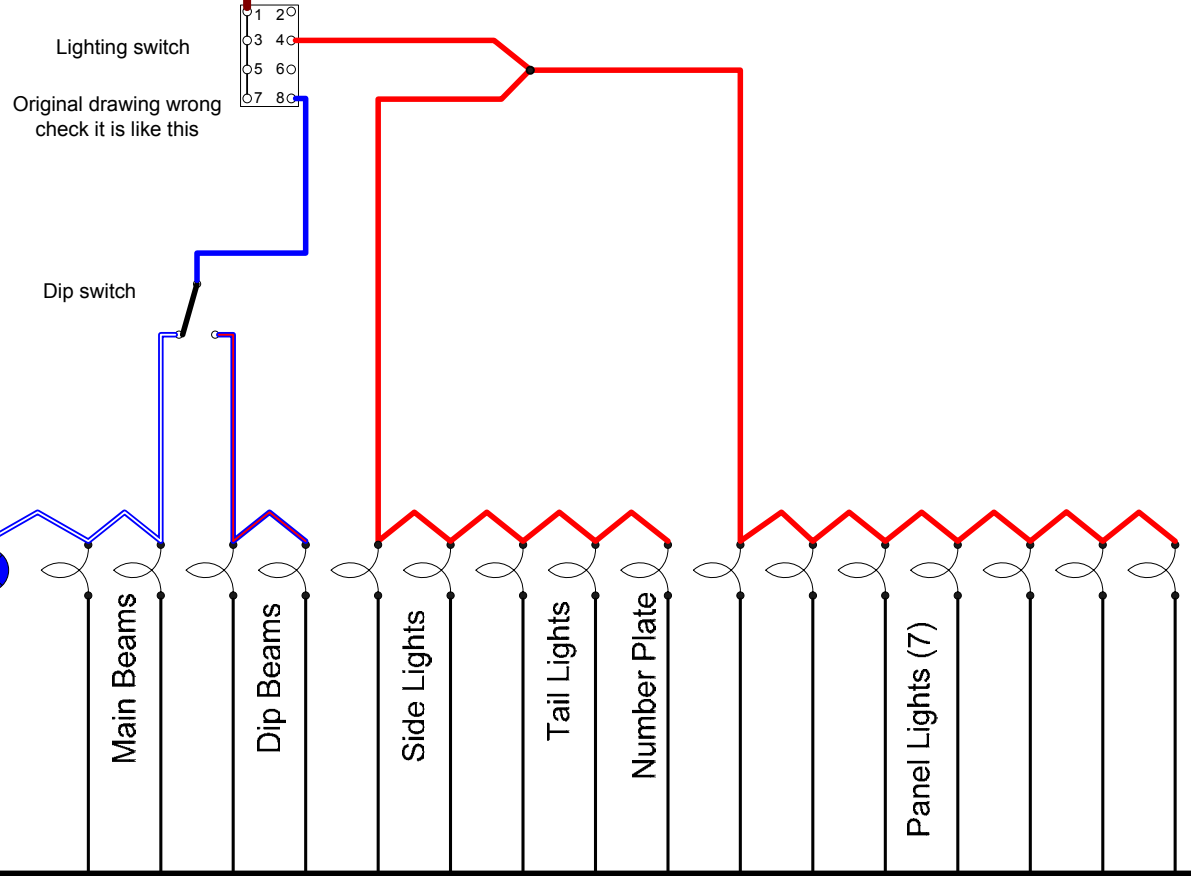 1 2
Lighting switch
3 4
5 6
7 8
Original drawing wrong
check it is like this
Dip switch
Main Beams
Dip Beams
Side Lights
Tail Lights
Number Plate
Panel Lights (7)